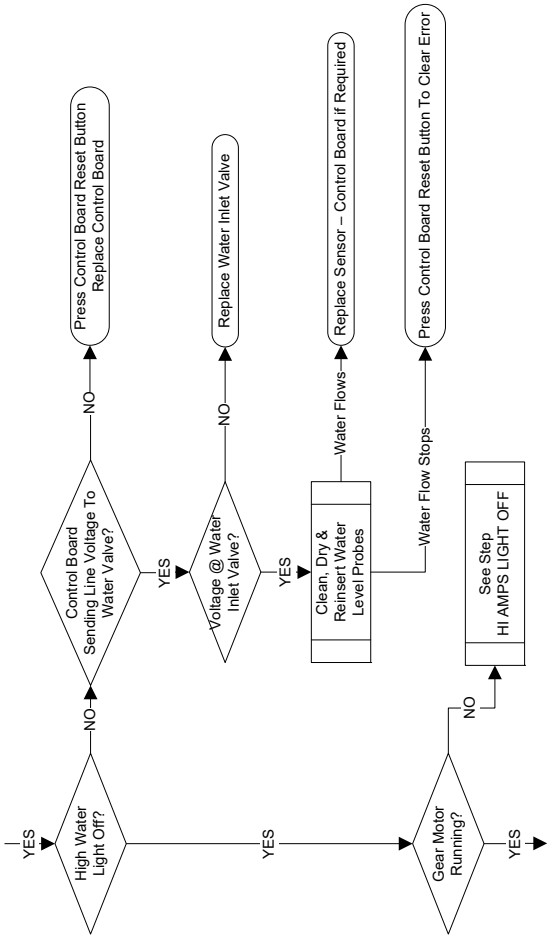 YES
High Water
Light Off?
NO
Control Board
Sending Line Voltage To
Water Valve?
NO
Press Control Board Reset Button
Replace Control Board
YES
Voltage @ Water
Inlet Valve?
NO
Replace Water Inlet Valve
YES
Clean, Dry &
Reinsert Water
Level Probes
Water Flows
Replace Sensor – Control Board if Required
Water Flow Stops
Press Control Board Reset Button To Clear Error
YES
Gear Motor
Running?
NO
See Step
HI AMPS LIGHT OFF
YES